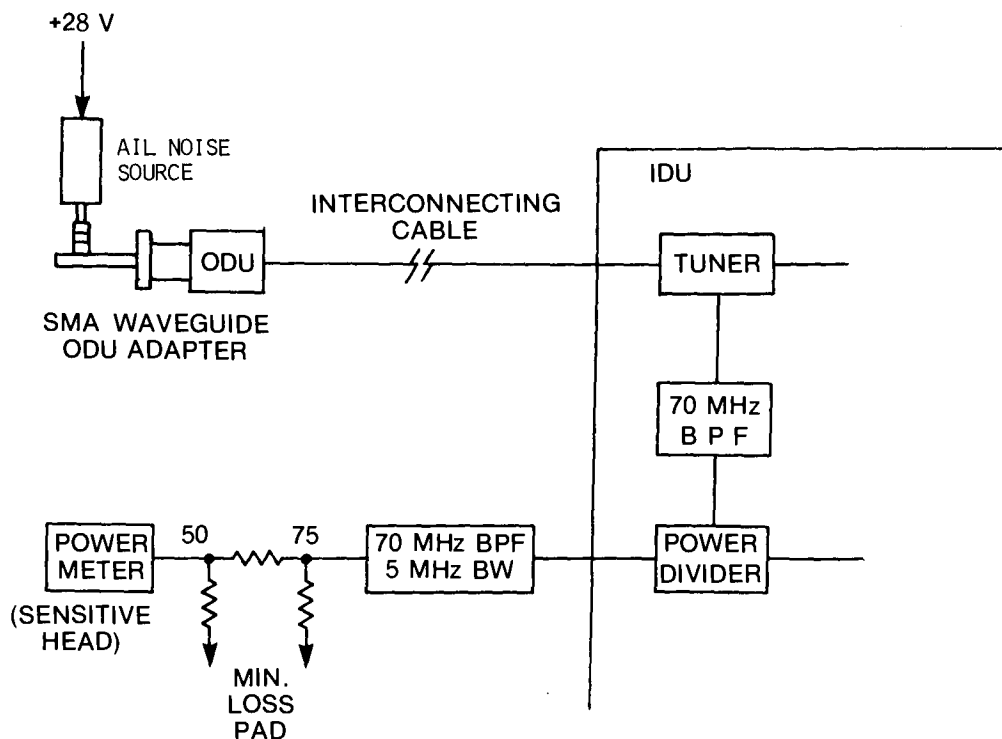 +28 V
AIL NOISE
SOURCE
IDU
INTERCONNECTING
CABLE
ODU
TUNER
SMA WAVEGUIDE
ODU ADAPTER
70 MHz
B P F
50
75
POWER
METER
70 MHz BPF
5 MHz BW
POWER
DIVIDER
(SENSITIVE
HEAD)
MIN.
LOSS
PAD